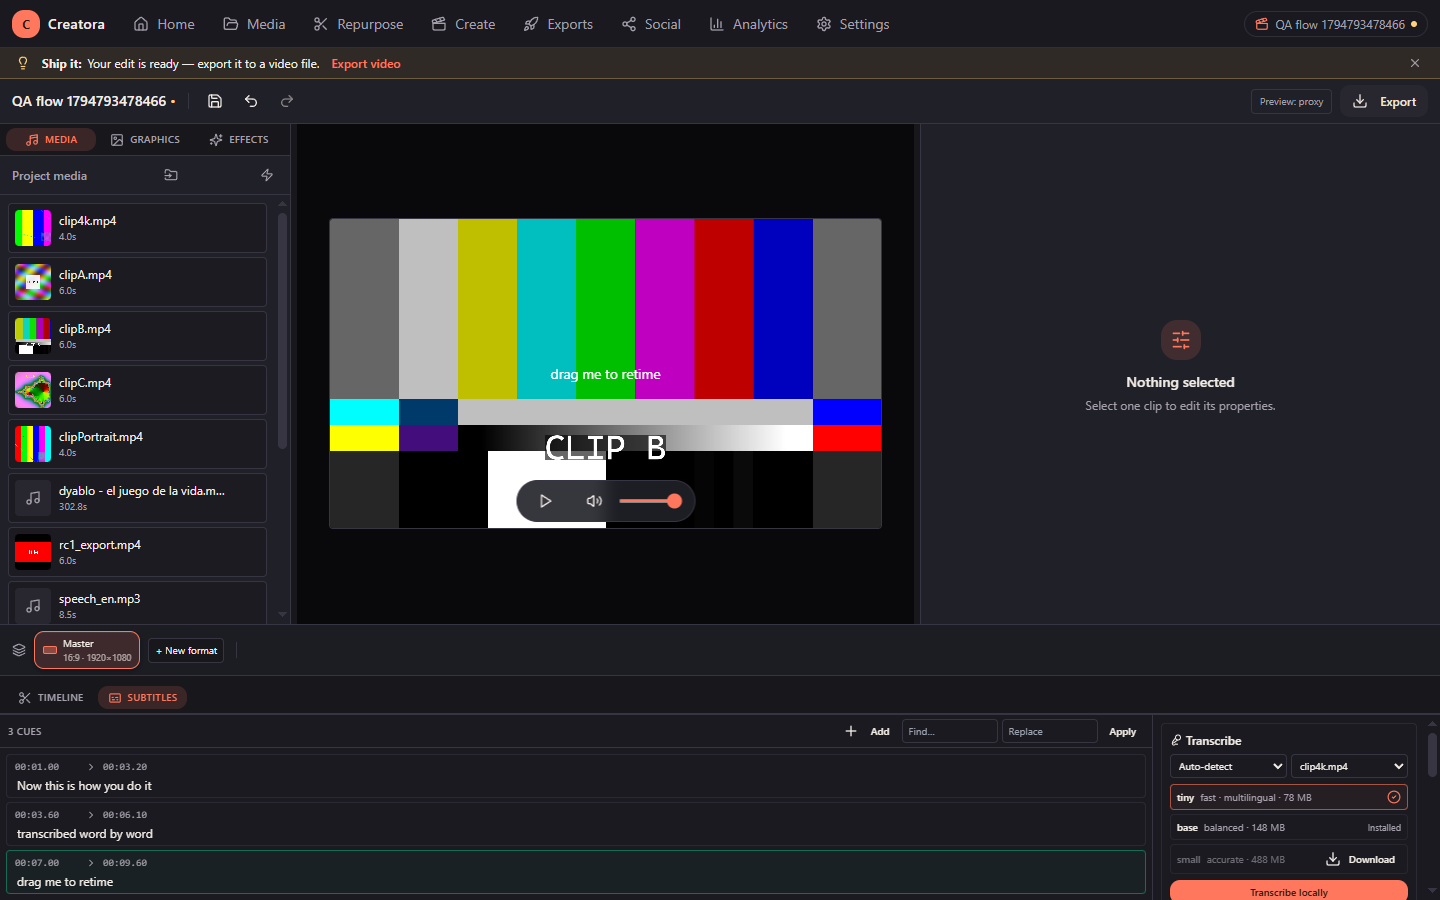 C Creatora Home Media Repurpose Create Exports Social Analytics Settings QA flow 1794793478466
Ship it: Your edit is ready — export it to a video file. Export video
QA flow 1794793478466 Preview: proxy Export
MEDIA GRAPHICS EFFECTS
Project media
clip4k.mp4
4.0s
clipA.mp4
6.0s
clipB.mp4
6.0s
clipC.mp4
6.0s
clipPortrait.mp4
4.0s
dyablo - el juego de la vida.m...
302.8s
rc1_export.mp4
6.0s
speech_en.mp3
8.5s
drag me to retime
CLIP B
Nothing selected
Select one clip to edit its properties.
Master
16:9 · 1920×1080
+ New format
TIMELINE SUBTITLES
3 CUES Add Find... Replace Apply
00:01.00 > 00:03.20
Now this is how you do it
00:03.60 > 00:06.10
transcribed word by word
00:07.00 > 00:09.60
drag me to retime
Transcribe
Auto-detect clip4k.mp4
tiny fast · multilingual · 78 MB
base balanced · 148 MB Installed
small accurate · 488 MB Download
Transcribe locally